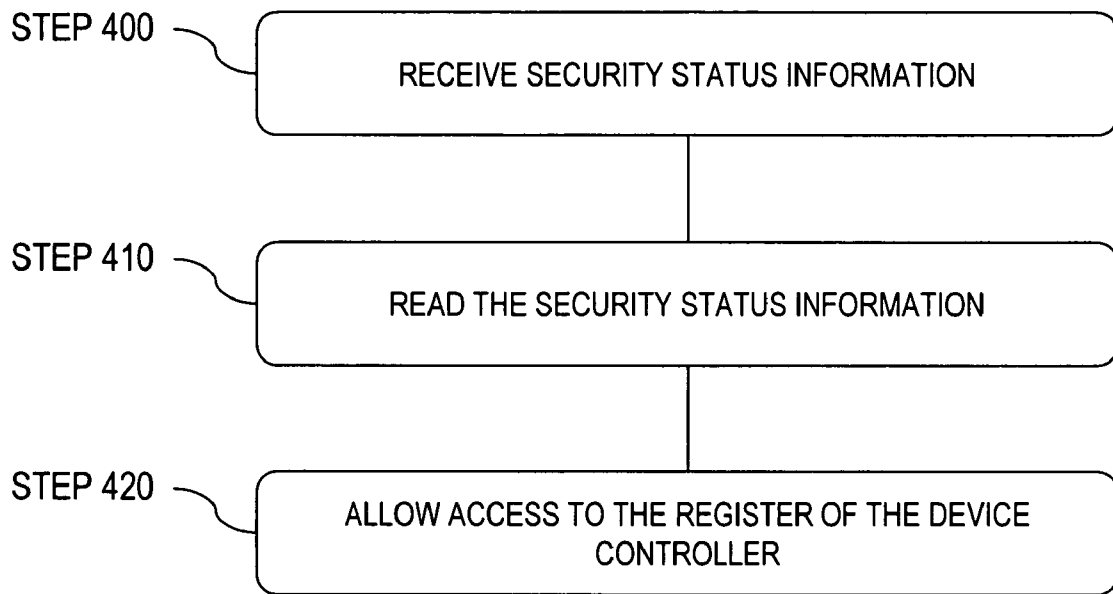 STEP 400
RECEIVE SECURITY STATUS INFORMATION
STEP 410
READ THE SECURITY STATUS INFORMATION
STEP 420
ALLOW ACCESS TO THE REGISTER OF THE DEVICE
CONTROLLER